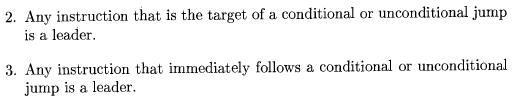 2. Any instruction that is the target of a conditional or unconditional jump
is a leader.
3. Any instruction that immediately follows a conditional or unconditional
jump is a leader.